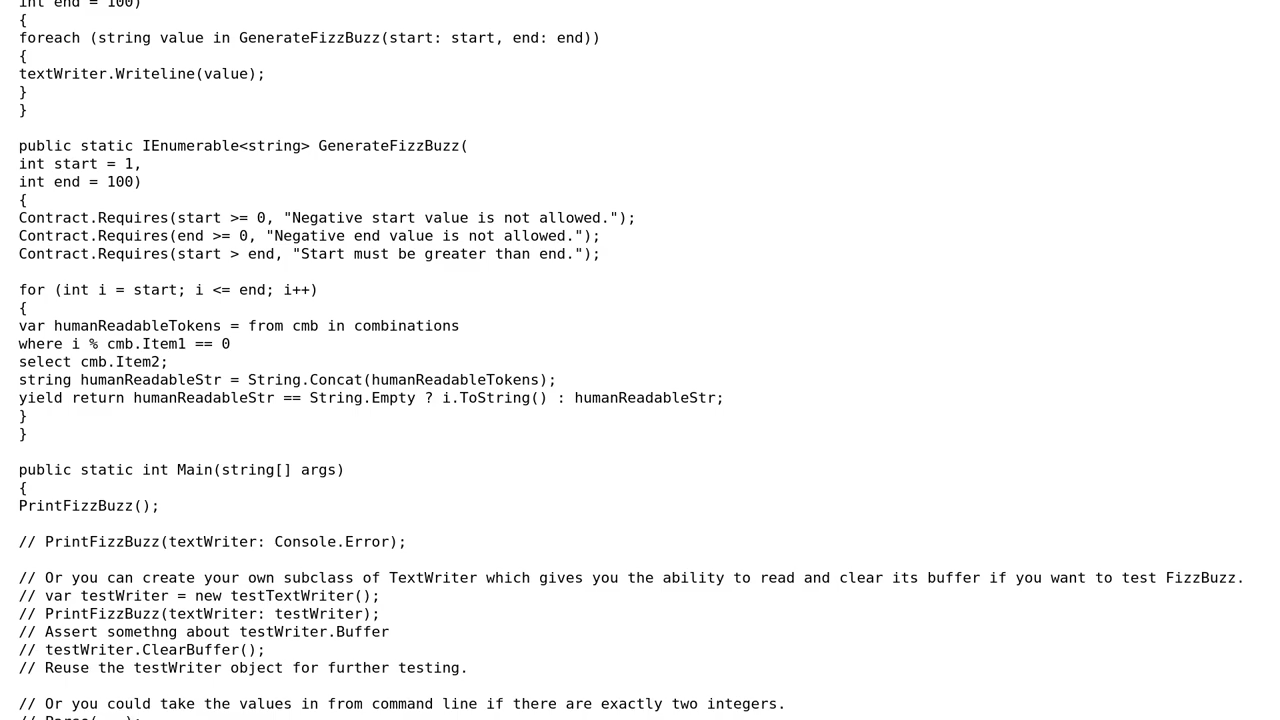 int end = 100)
{
foreach (string value in GenerateFizzBuzz(start: start, end: end))
{
textWriter.Writeline(value);
}
}
public static IEnumerable<string> GenerateFizzBuzz(
int start = 1,
int end = 100)
{
Contract.Requires(start >= 0, "Negative start value is not allowed.");
Contract.Requires(end >= 0, "Negative end value is not allowed.");
Contract.Requires(start > end, "Start must be greater than end.");
for (int i = start; i <= end; i++)
{
var humanReadableTokens = from cmb in combinations
where i % cmb.Item1 == 0
select cmb.Item2;
string humanReadableStr = String.Concat(humanReadableTokens);
yield return humanReadableStr == String.Empty ? i.ToString() : humanReadableStr;
}
}
public static int Main(string[] args)
{
PrintFizzBuzz();
// PrintFizzBuzz(textWriter: Console.Error);
// Or you can create your own subclass of TextWriter which gives you the ability to read and clear its buffer if you want to test FizzBuzz.
// var testWriter = new testTextWriter();
// PrintFizzBuzz(textWriter: testWriter);
// Assert somethng about testWriter.Buffer
// testWriter.ClearBuffer();
// Reuse the testWriter object for further testing.
// Or you could take the values in from command line if there are exactly two integers.
// Parse(...);